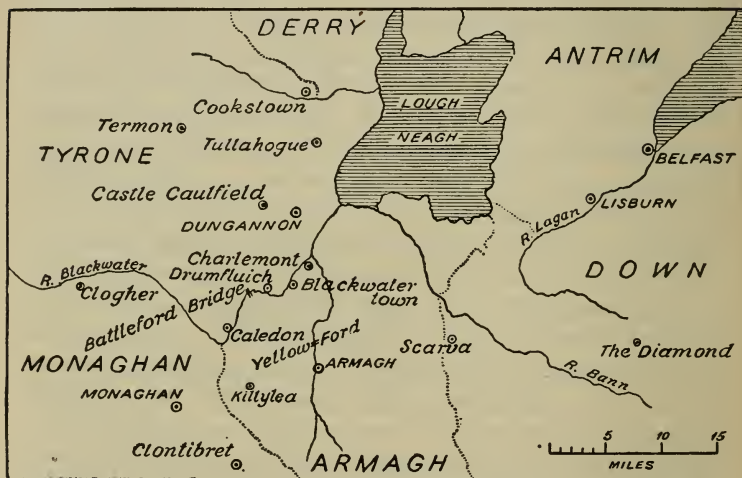 DERRY
ANTRIM
Cookstown
LOUGH
NEAGH
Termon
Tullahogue
TYRONE
BELFAST
Castle Caulfield
DUNGANNON
LISBURN
R. Lagan
Charlemont
DOWN
R. Blackwater
Drumfluich
Clogher
Blackwater
town
Battleford Bridge
Caledon
Yellow=Ford
Scarva
The Diamond
MONAGHAN
ARMAGH
R. Bann
MONAGHAN
Killylea
Clontibret
ARMAGH
5 10 15
MILES